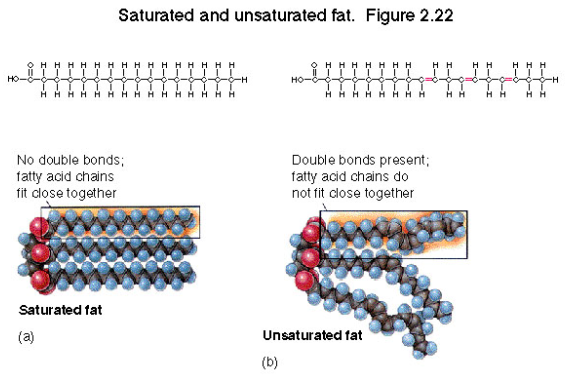 Saturated and unsaturated fat. Figure 2.22
No double bonds;
fatty acid chains
fit close together
Saturated fat
(a)
Double bonds present;
fatty acid chains do
not fit close together
Unsaturated fat
(b)